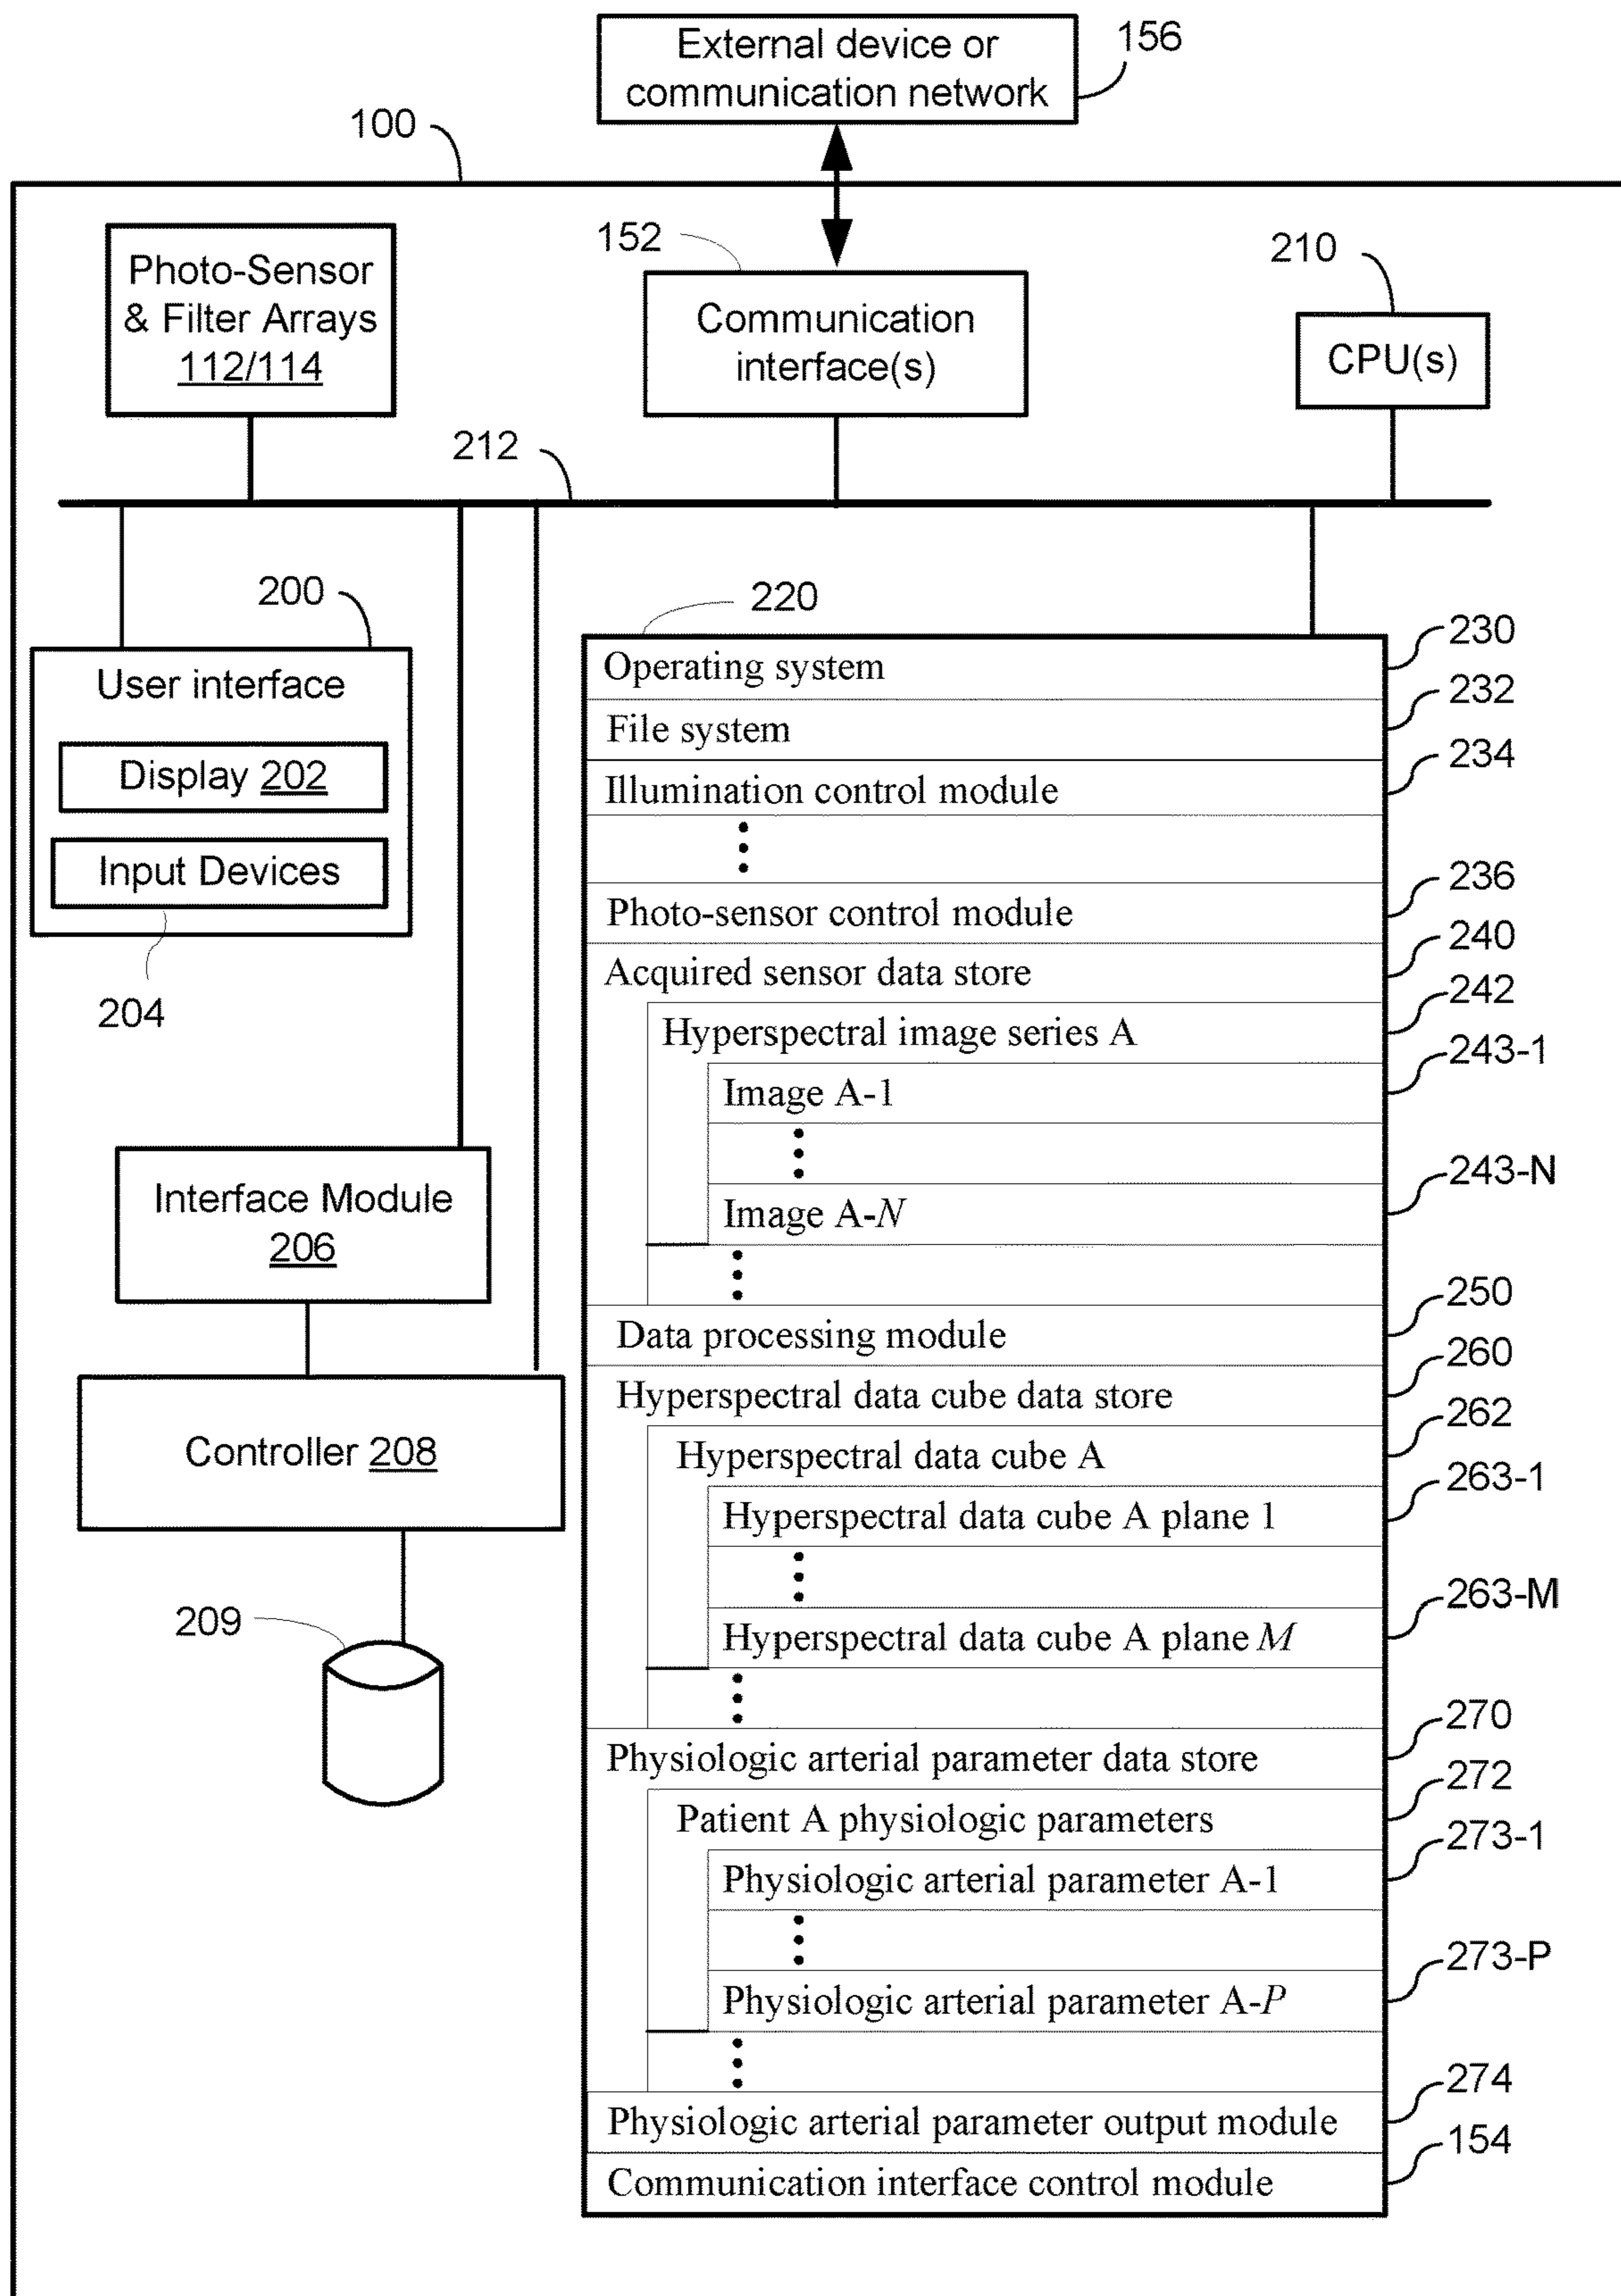 External device or
communication network
156
100
Photo-Sensor
& Filter Arrays
112/114
152
Communication
interface(s)
210
CPU(s)
212
200
User interface
Display 202
Input Devices
204
Interface Module
206
Controller 208
209
220
Operating system
230
File system
232
Illumination control module
234
Photo-sensor control module
236
Acquired sensor data store
240
Hyperspectral image series A
242
Image A-1
243-1
Image A-N
243-N
Data processing module
250
Hyperspectral data cube data store
260
Hyperspectral data cube A
262
Hyperspectral data cube A plane 1
263-1
Hyperspectral data cube A plane M
263-M
Physiologic arterial parameter data store
270
Patient A physiologic parameters
272
Physiologic arterial parameter A-1
273-1
Physiologic arterial parameter A-P
273-P
Physiologic arterial parameter output module
274
Communication interface control module
154